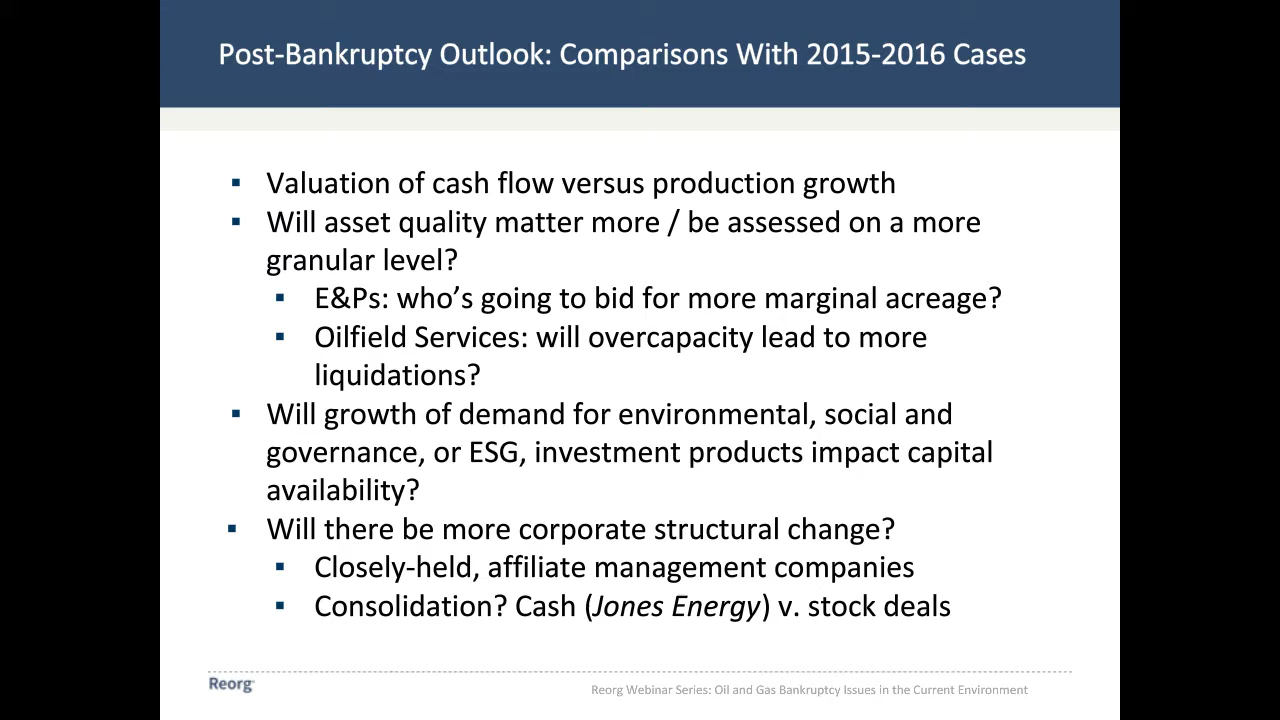 Post-Bankruptcy Outlook: Comparisons With 2015-2016 Cases
▪ Valuation of cash flow versus production growth
▪ Will asset quality matter more / be assessed on a more
granular level?
▪ E&Ps: who's going to bid for more marginal acreage?
▪ Oilfield Services: will overcapacity lead to more
liquidations?
▪ Will growth of demand for environmental, social and
governance, or ESG, investment products impact capital
availability?
▪ Will there be more corporate structural change?
▪ Closely-held, affiliate management companies
▪ Consolidation? Cash (Jones Energy) v. stock deals
Reorg
Reorg Webinar Series: Oil and Gas Bankruptcy Issues in the Current Environment